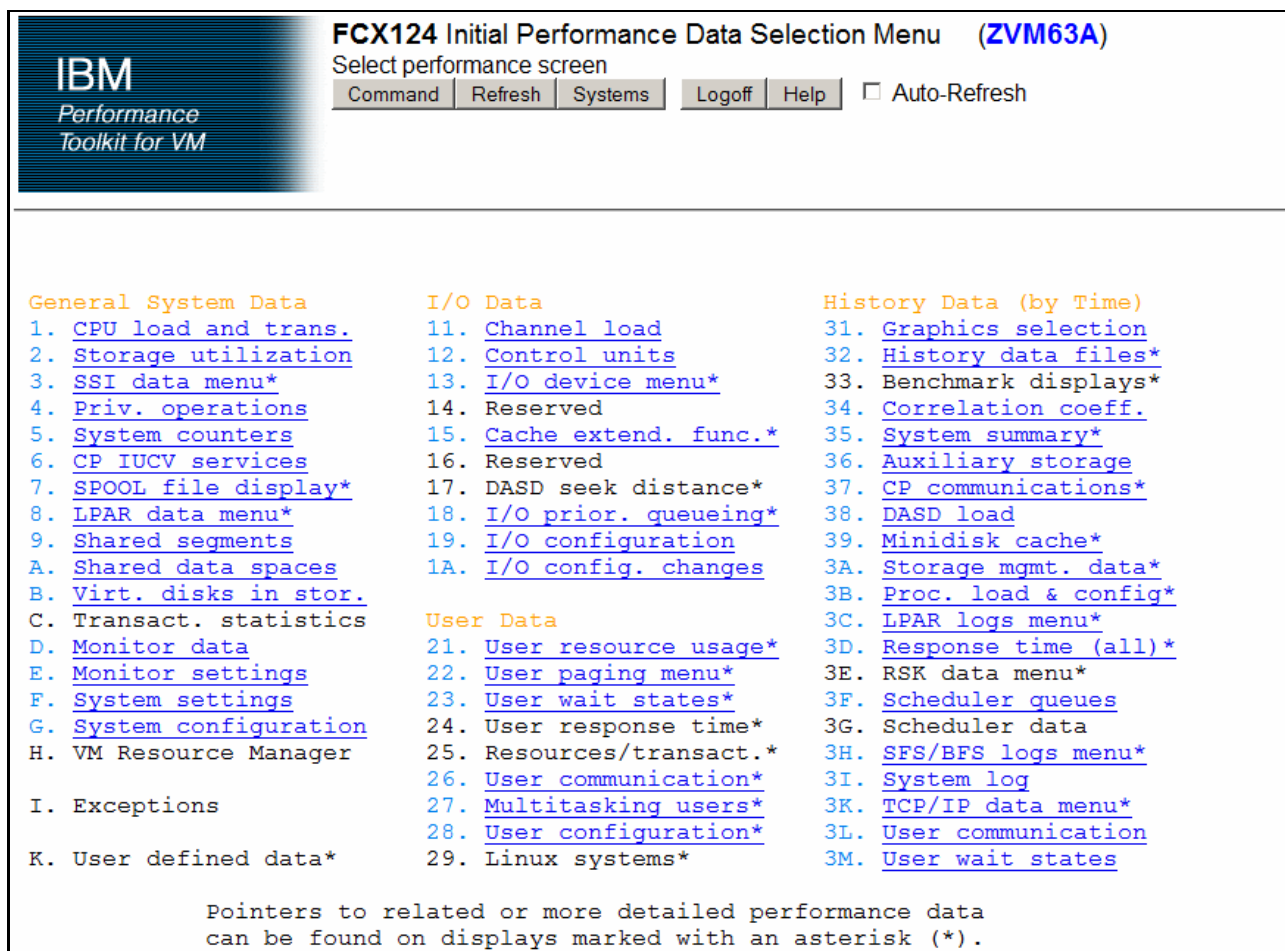 IBM
Performance
Toolkit for VM
FCX124 Initial Performance Data Selection Menu (ZVM63A)
Select performance screen
Command Refresh Systems Logoff Help Auto-Refresh
General System Data I/O Data History Data (by Time)
1. CPU load and trans. 11. Channel load 31. Graphics selection
2. Storage utilization 12. Control units 32. History data files*
3. SSI data menu* 13. I/O device menu* 33. Benchmark displays*
4. Priv. operations 14. Reserved 34. Correlation coeff.
5. System counters 15. Cache extend. func.* 35. System summary*
6. CP IUCV services 16. Reserved 36. Auxiliary storage
7. SPOOL file display* 17. DASD seek distance* 37. CP communications*
8. LPAR data menu* 18. I/O prior. queueing* 38. DASD load
9. Shared segments 19. I/O configuration 39. Minidisk cache*
A. Shared data spaces 1A. I/O config. changes 3A. Storage mgmt. data*
B. Virt. disks in stor. 3B. Proc. load & config*
C. Transact. statistics User Data 3C. LPAR logs menu*
D. Monitor data 21. User resource usage* 3D. Response time (all)*
E. Monitor settings 22. User paging menu* 3E. RSK data menu*
F. System settings 23. User wait states* 3F. Scheduler queues
G. System configuration 24. User response time* 3G. Scheduler data
H. VM Resource Manager 25. Resources/transact.* 3H. SFS/BFS logs menu*
26. User communication* 3I. System log
I. Exceptions 27. Multitasking users* 3K. TCP/IP data menu*
28. User configuration* 3L. User communication
K. User defined data* 29. Linux systems* 3M. User wait states
Pointers to related or more detailed performance data
can be found on displays marked with an asterisk (*).